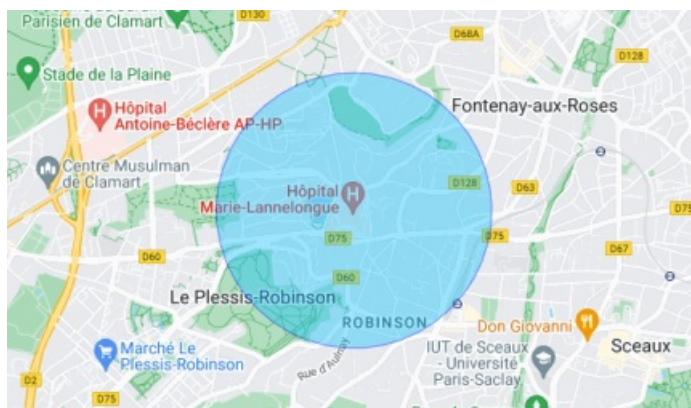 Parisien de Clamart
D130
D68A
D128
Stade de la Plaine
Hôpital
Antoine-Béclère AP-HP
Fontenay-aux-Roses
Centre Musulman
de Clamart
Hôpital
Marie-Lannelongue
D128
D63
D75
D75
D75
D60
D67
D60
Le Plessis-Robinson
ROBINSON
Don Giovanni
Marché Le
Plessis-Robinson
Rue d'Aulnay
IUT de Sceaux
- Université
Paris-Saclay
Sceaux
D2
D75